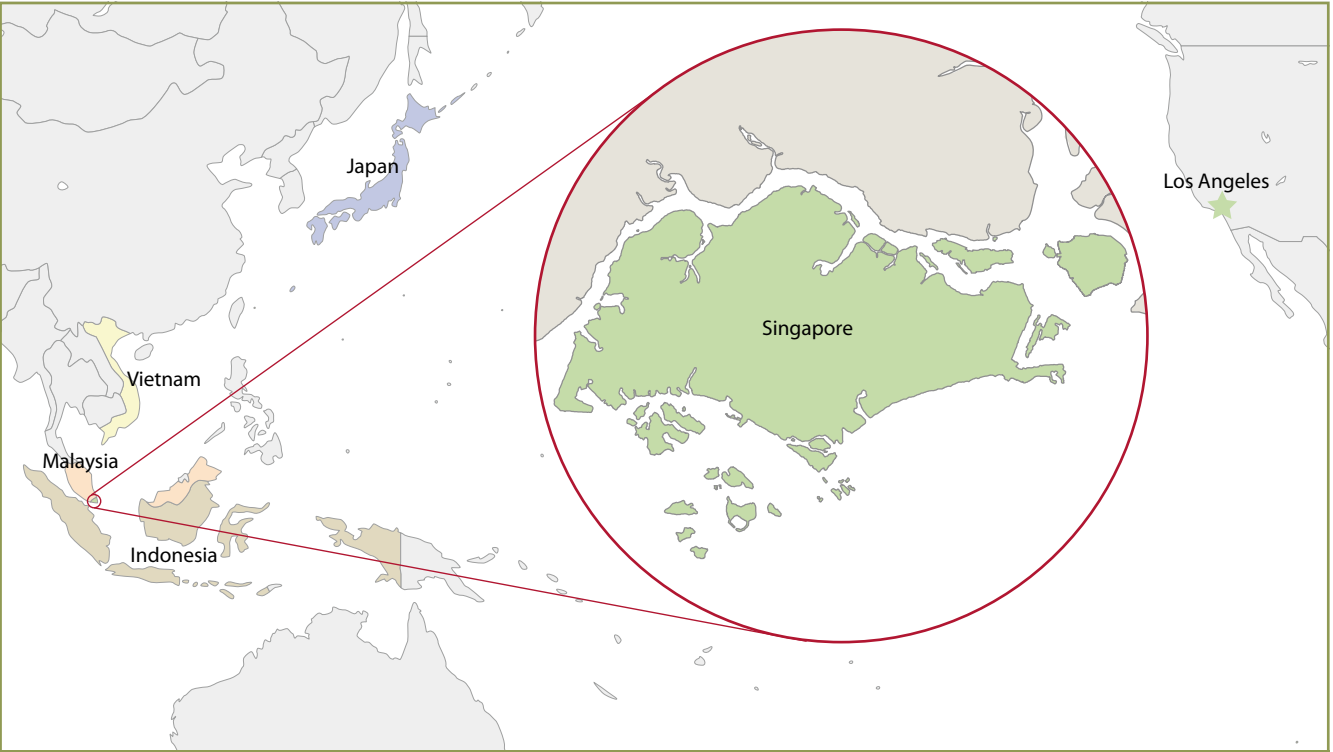 Japan
Los Angeles
Singapore
Vietnam
Malaysia
Indonesia